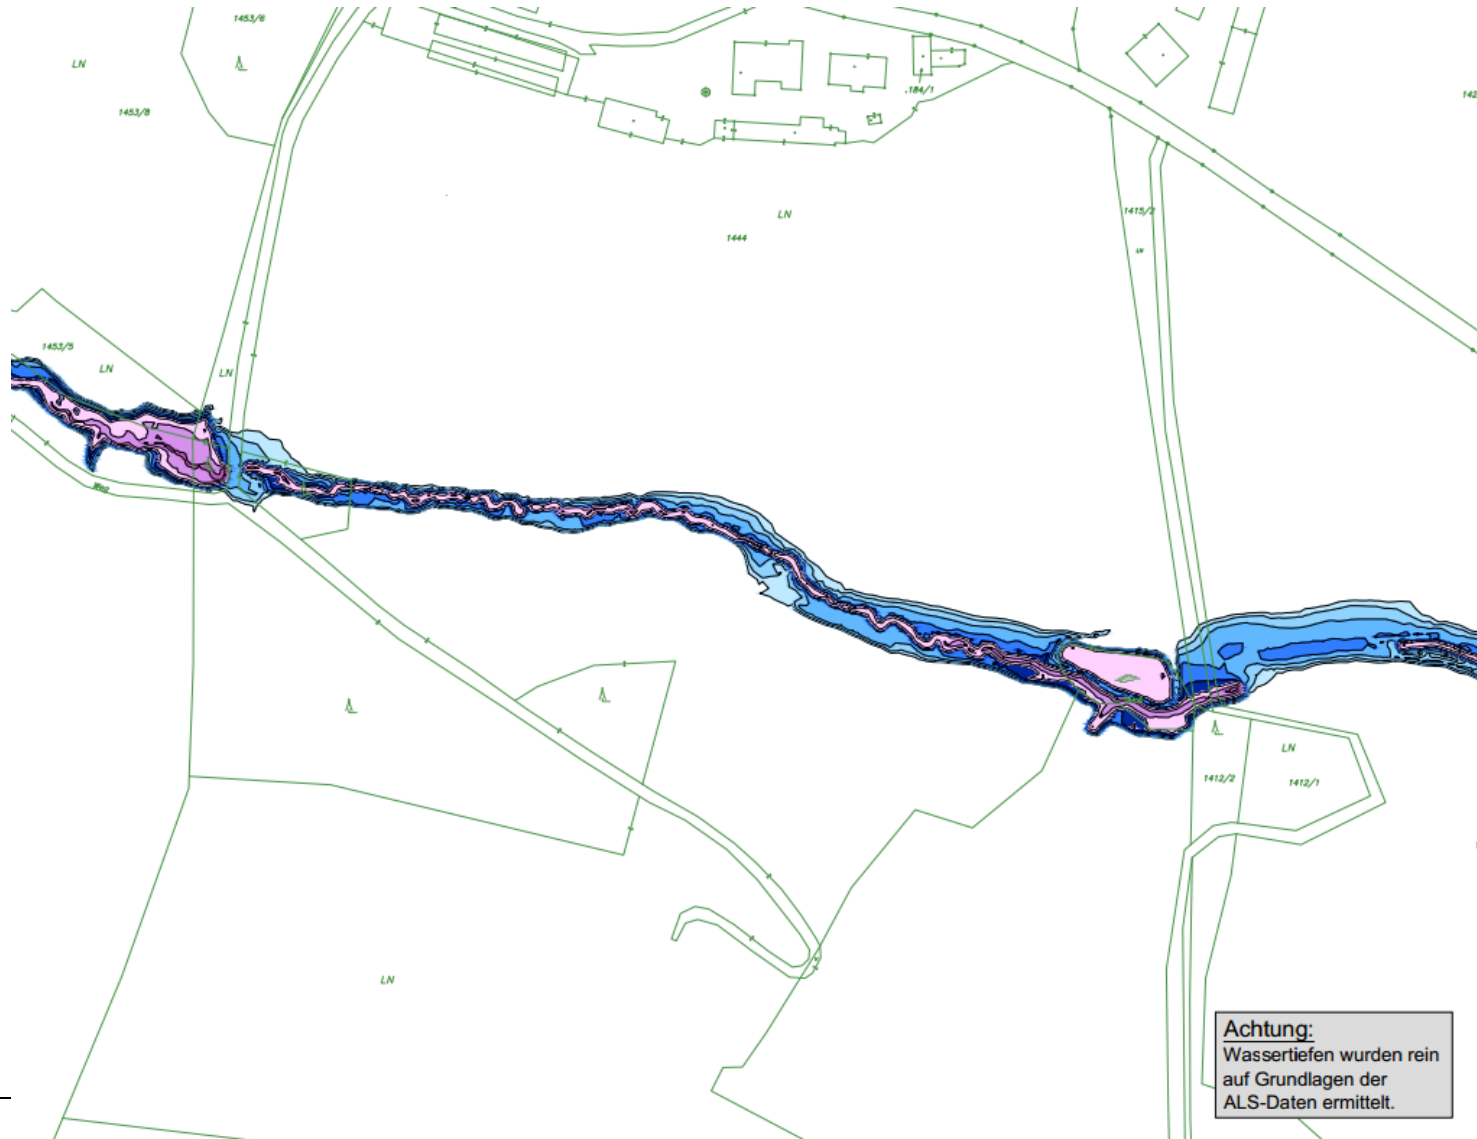 1453/6
LN
1453/8
.184/1
LN
1415/2
1444
1453/5
LN
LN
Weg
LN
1412/2
1412/1
LN
Achtung:
Wassertiefen wurden rein
auf Grundlagen der
ALS-Daten ermittelt.